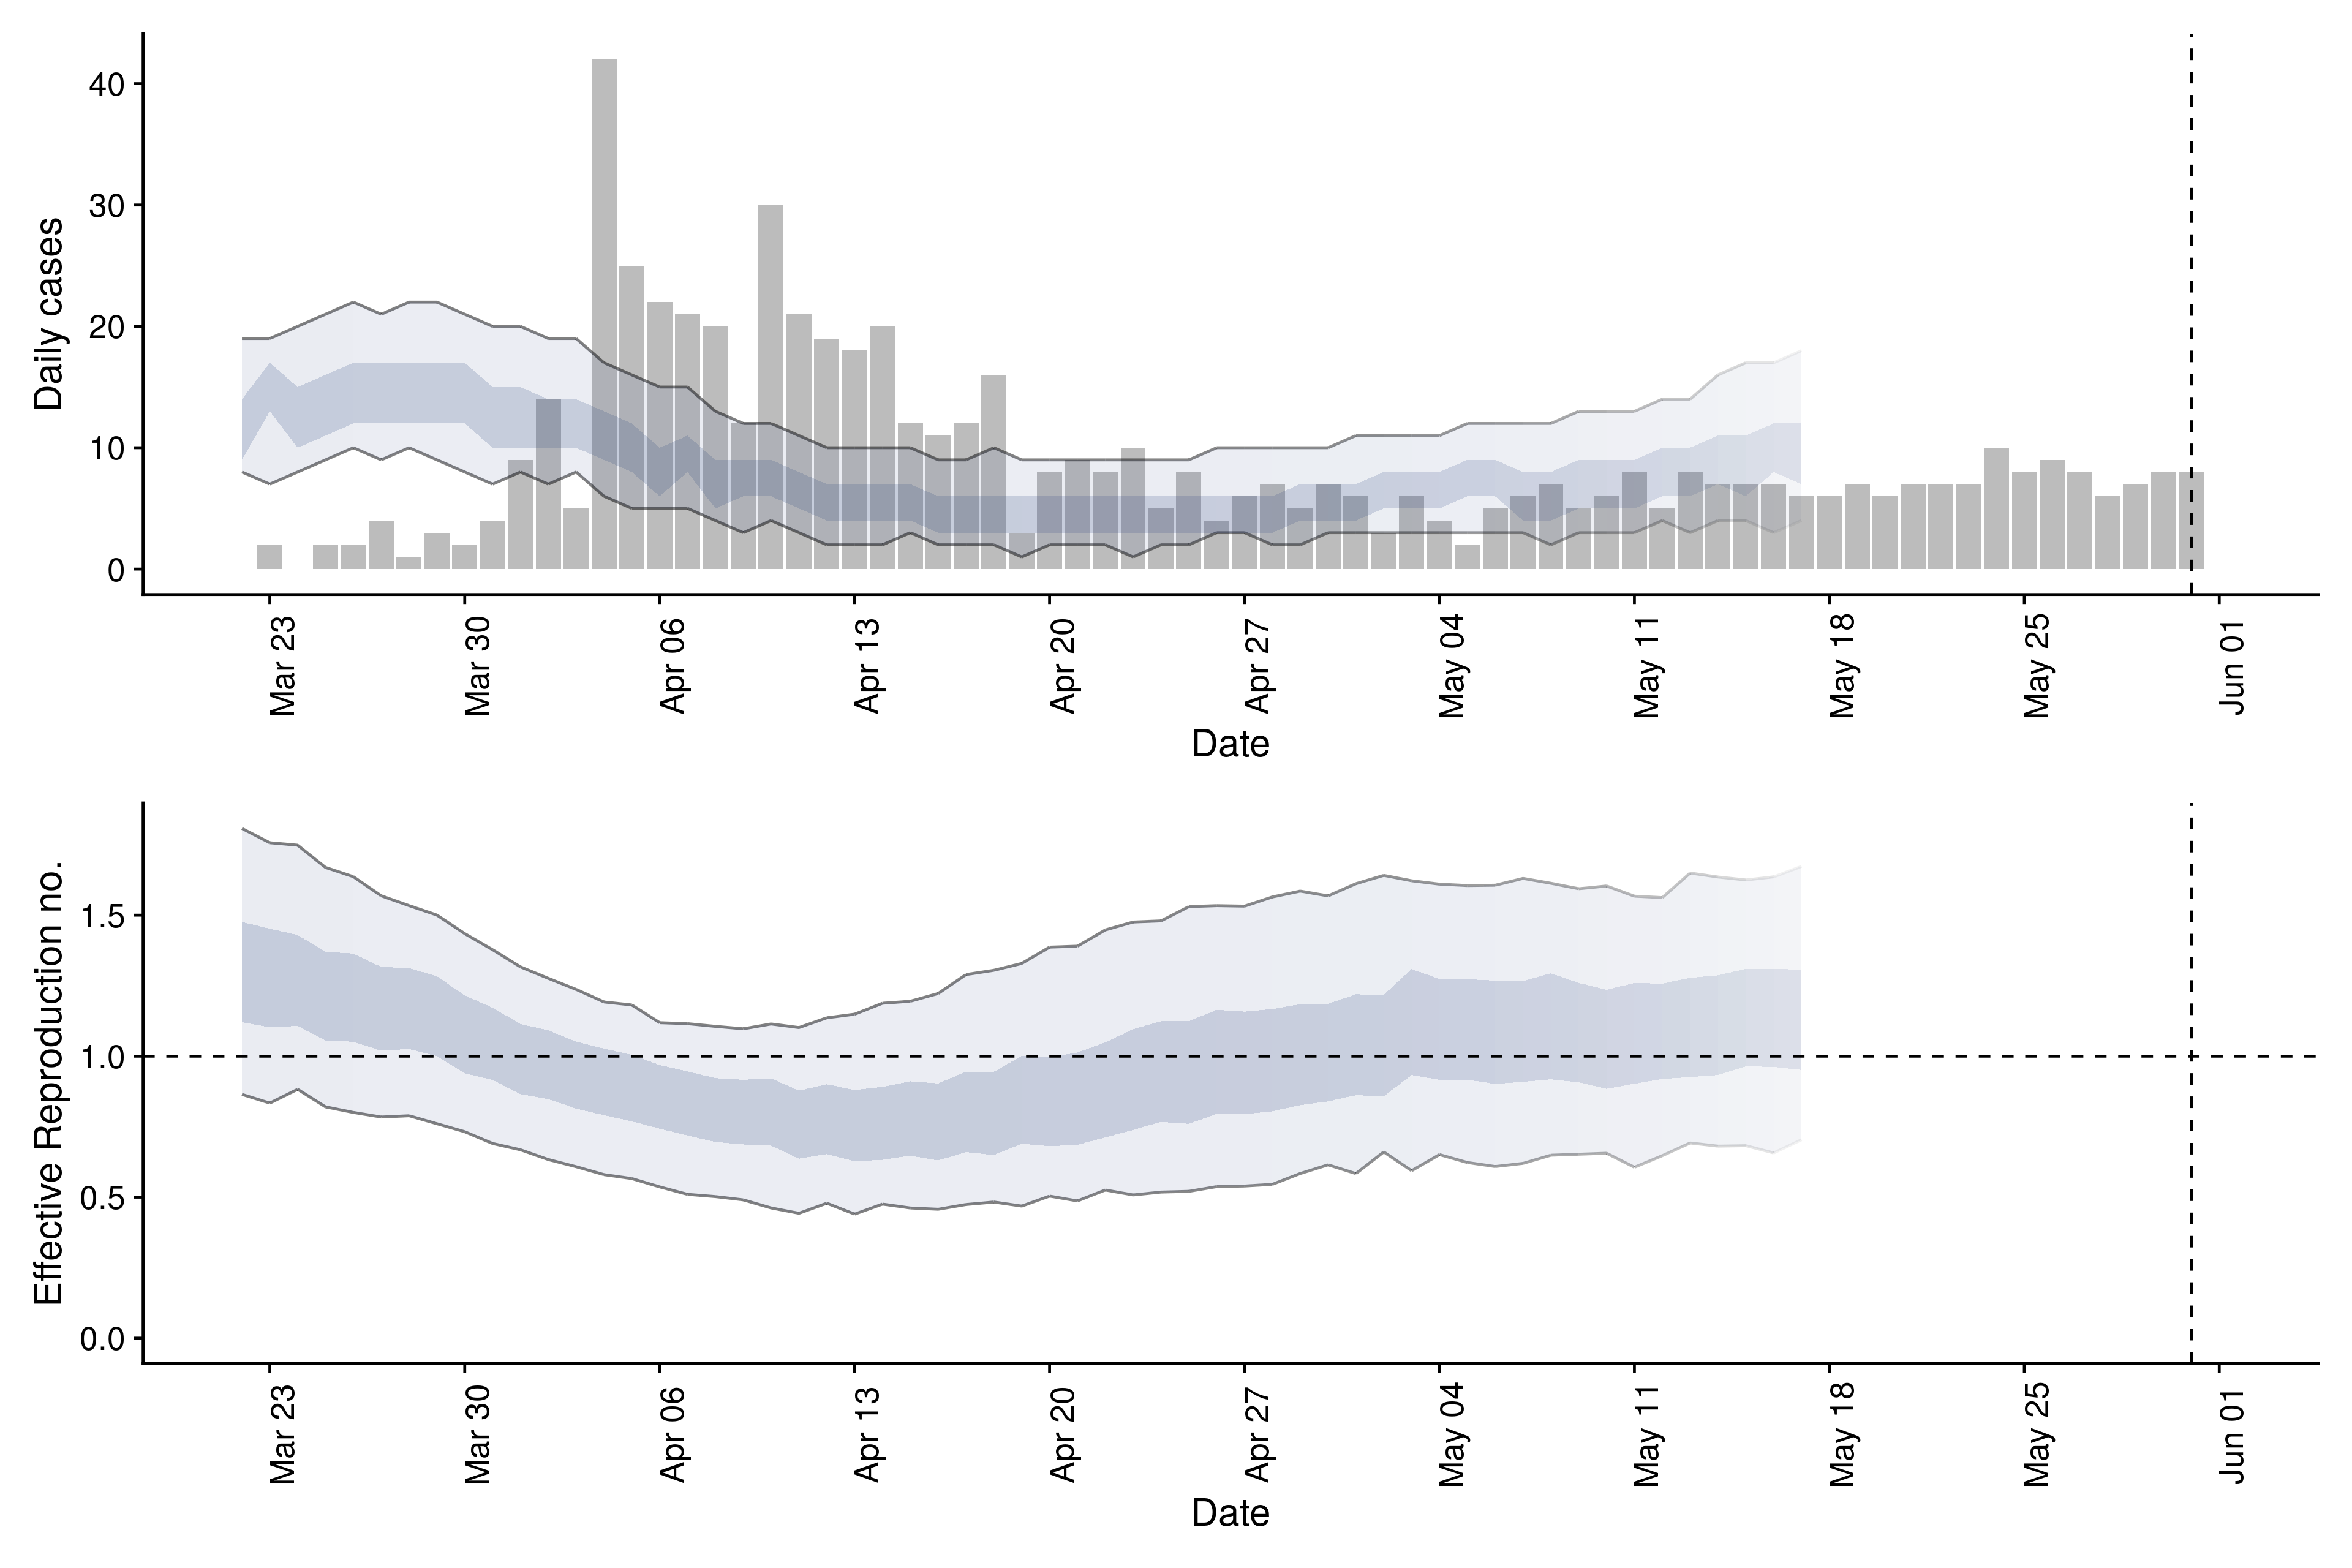 Daily cases
40
30
20
10
0
Mar 23
Mar 30
Apr 06
Apr 13
Apr 20
Apr 27
May 04
May 11
May 18
May 25
Jun 01
Date
Effective Reproduction no.
1.5
1.0
0.5
0.0
Mar 23
Mar 30
Apr 06
Apr 13
Apr 20
Apr 27
May 04
May 11
May 18
May 25
Jun 01
Date